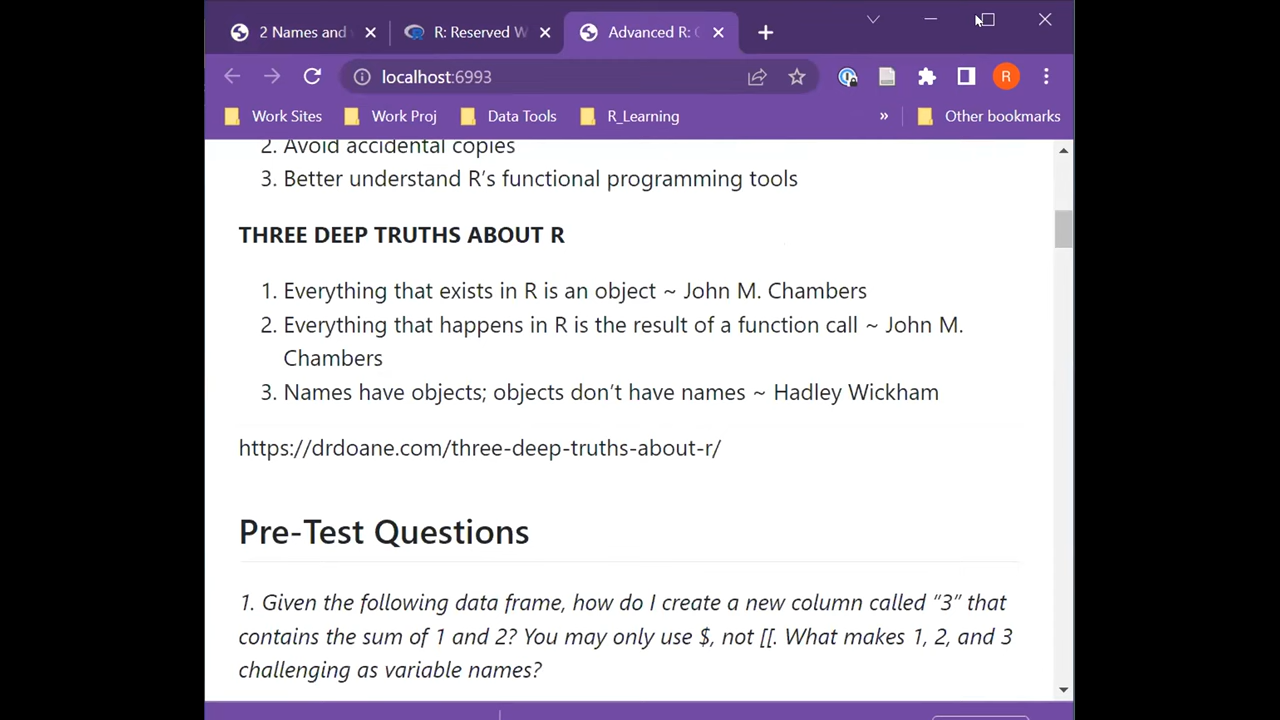 2 Names and
R: Reserved W
Advanced R: C
localhost:6993
R
Work Sites
Work Proj
Data Tools
R_Learning
»
Other bookmarks
2. Avoid accidental copies
3. Better understand R’s functional programming tools
THREE DEEP TRUTHS ABOUT R
1. Everything that exists in R is an object ~ John M. Chambers
2. Everything that happens in R is the result of a function call ~ John M.
Chambers
3. Names have objects; objects don’t have names ~ Hadley Wickham
https://drdoane.com/three-deep-truths-about-r/
Pre-Test Questions
1. Given the following data frame, how do I create a new column called “3” that
contains the sum of 1 and 2? You may only use $, not [[. What makes 1, 2, and 3
challenging as variable names?